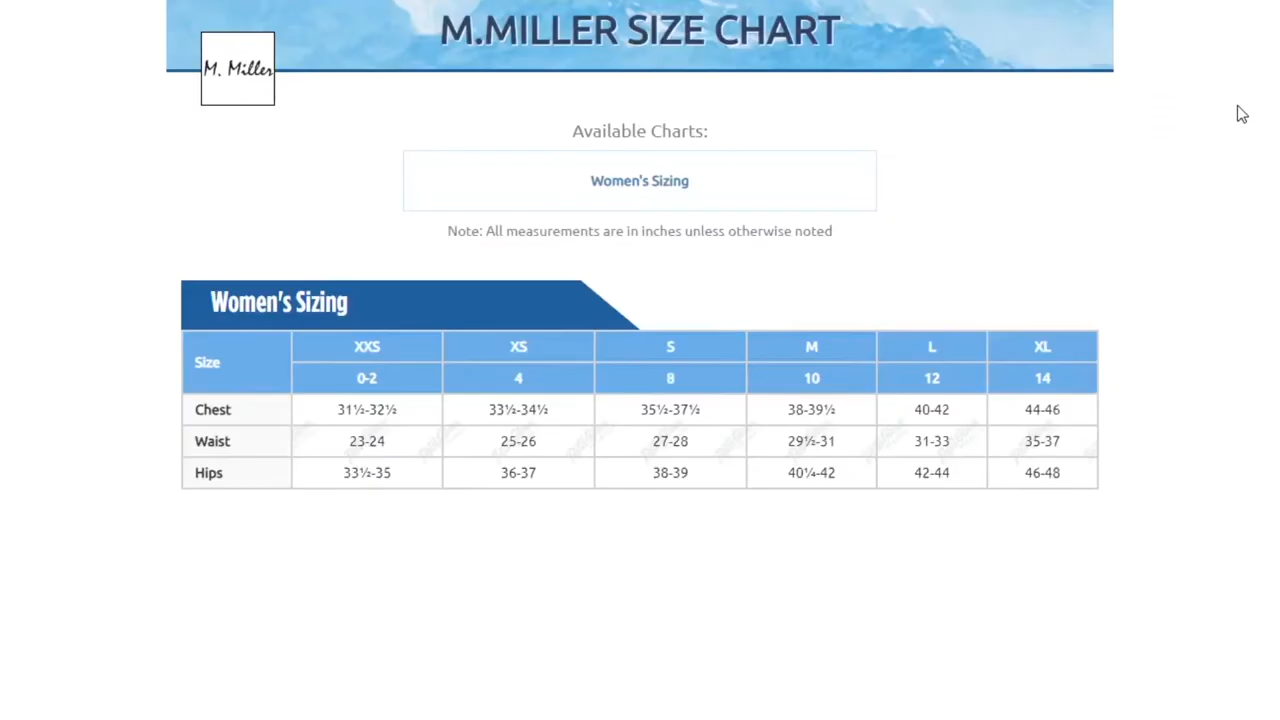 M.MILLER SIZE CHART
M. Miller
Available Charts:
Women's Sizing
Note: All measurements are in inches unless otherwise noted
Women's Sizing
Size XXS XS S M L XL
0-2 4 8 10 12 14
Chest 31½-32½ 33½-34½ 35½-37½ 38-39½ 40-42 44-46
Waist 23-24 25-26 27-28 29½-31 31-33 35-37
Hips 33½-35 36-37 38-39 40¼-42 42-44 46-48